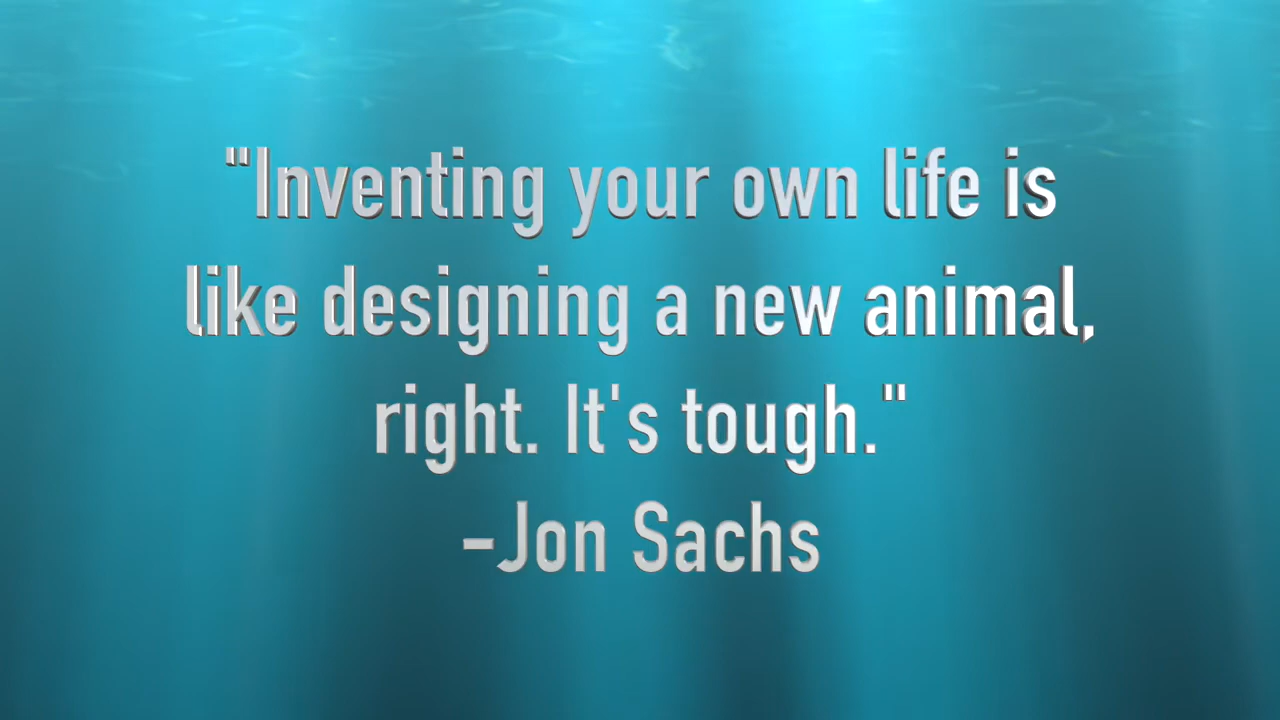 "Inventing your own life is
like designing a new animal,
right. It's tough."
-Jon Sachs